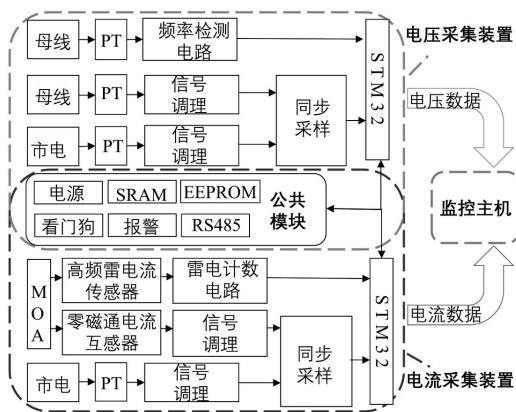 母线
PT
频率检测
电路
STM32
电压采集装置
母线
PT
信号
调理
同步
采样
电压数据
市电
PT
信号
调理
电源
SRAM
EEPROM
公共
模块
看门狗
报警
RS485
监控主机
MOA
高频雷电流
传感器
雷电计数
电路
STM32
零磁通电流
互感器
信号
调理
同步
采样
电流数据
市电
PT
信号
调理
电流采集装置